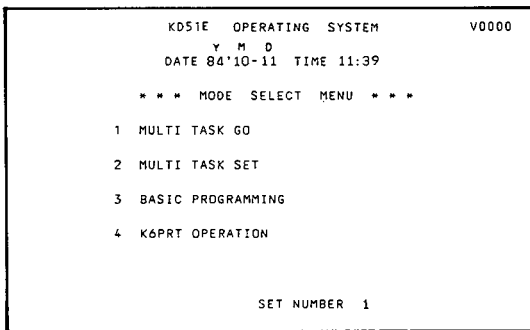 KD51E OPERATING SYSTEM V0000
Y M D
DATE 84'10-11 TIME 11:39
* * * MODE SELECT MENU * * *
1 MULTI TASK GO
2 MULTI TASK SET
3 BASIC PROGRAMMING
4 K6PRT OPERATION
SET NUMBER 1